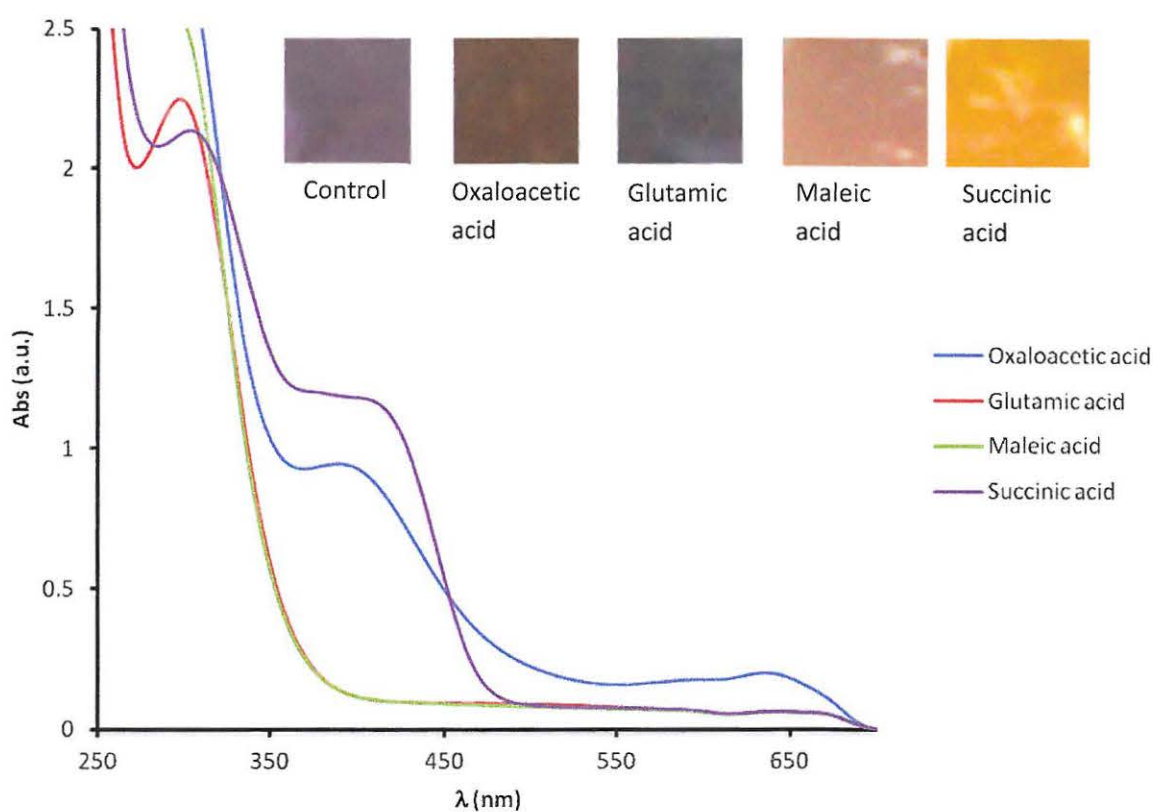 2.5
2
1.5
1
0.5
0
Abs (a.u.)
250
350
450
550
650
λ (nm)
Control
Oxaloacetic
acid
Glutamic
acid
Maleic
acid
Succinic
acid
Oxaloacetic acid
Glutamic acid
Maleic acid
Succinic acid